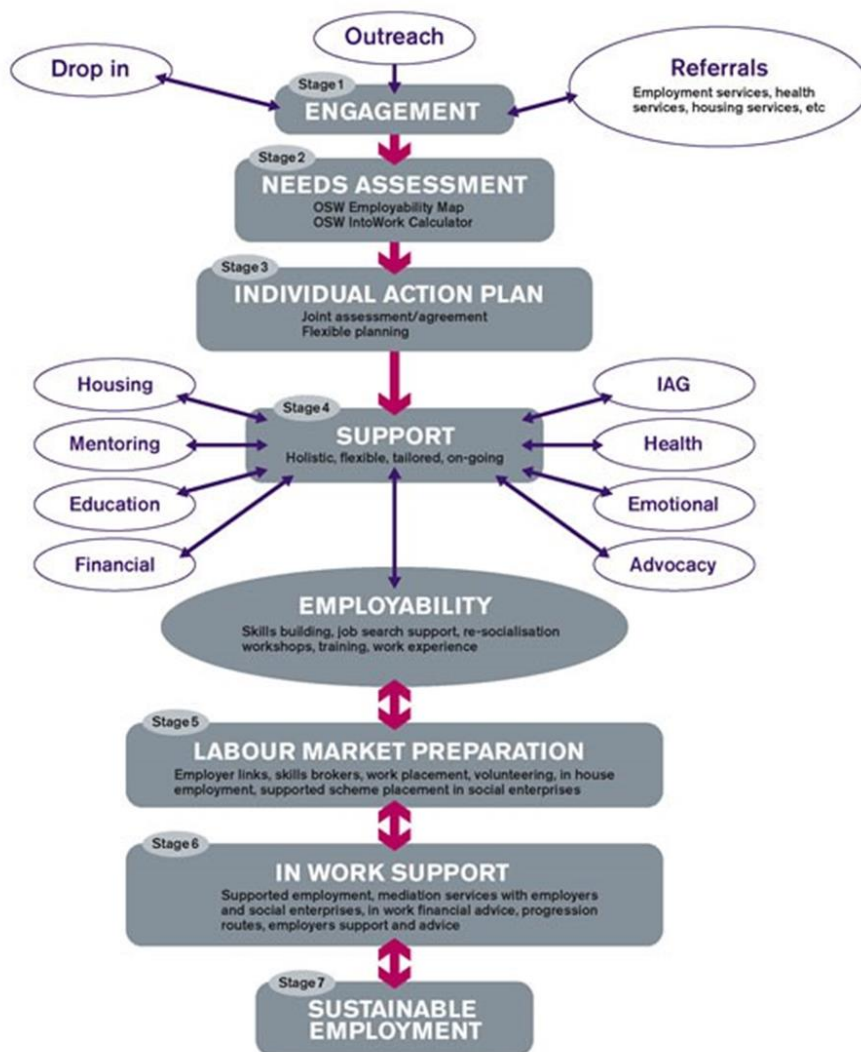 Outreach
Drop in
Referrals
Employment services, health
services, housing services, etc
Stage 1
ENGAGEMENT
Stage 2
NEEDS ASSESSMENT
OSW Employability Map
OSW IntoWork Calculator
Stage 3
INDIVIDUAL ACTION PLAN
Joint assessment/agreement
Flexible planning
Housing
IAG
Stage 4
SUPPORT
Holistic, flexible, tailored, on-going
Mentoring
Health
Education
Emotional
Financial
Advocacy
EMPLOYABILITY
Skills building, job search support, re-socialisation
workshops, training, work experience
Stage 5
LABOUR MARKET PREPARATION
Employer links, skills brokers, work placement, volunteering, in house
employment, supported scheme placement in social enterprises
Stage 6
IN WORK SUPPORT
Supported employment, mediation services with employers
and social enterprises, in work financial advice, progression
routes, employers support and advice
Stage 7
SUSTAINABLE
EMPLOYMENT